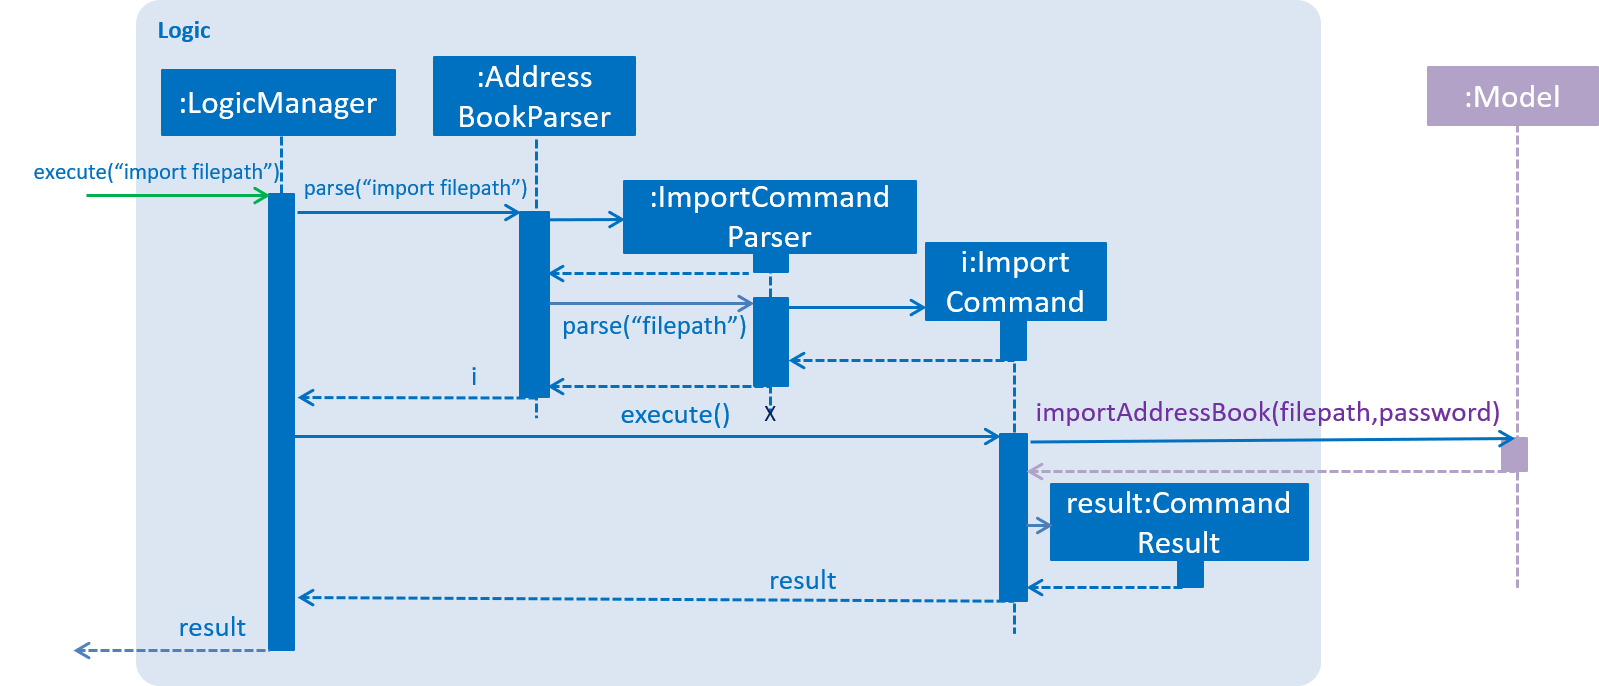 Logic
:LogicManager
:Address
BookParser
:Model
execute(“import filepath”)
parse(“import filepath”)
:ImportCommand
Parser
i:Import
Command
parse(“filepath”)
i
execute()
X
importAddressBook(filepath,password)
result:Command
Result
result
result